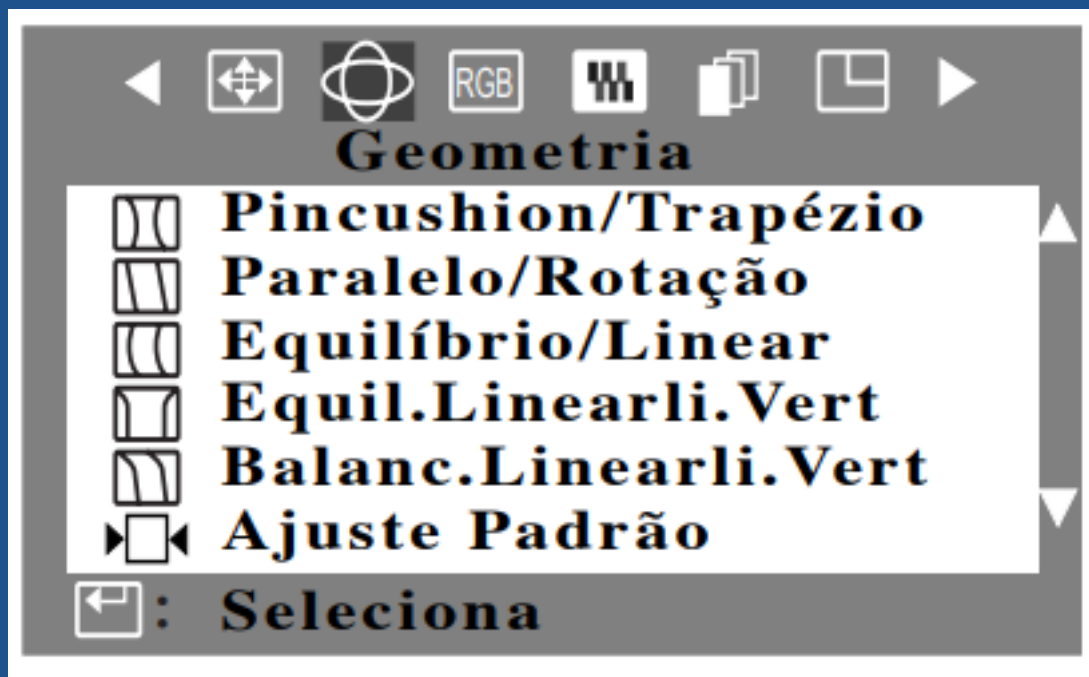 RGB
Geometria
Pincushion/Trapézio
Paralelo/Rotação
Equilíbrio/Linear
Equil.Linearli.Vert
Balanc.Linearli.Vert
Ajuste Padrão
: Seleciona